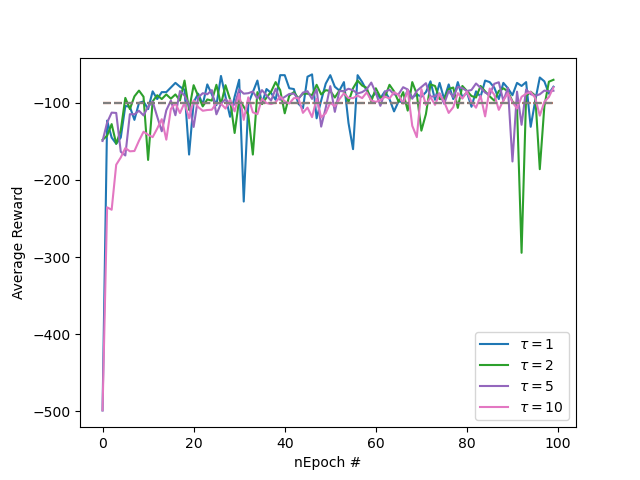 −100
−200
−300
−400
−500
0
20
40
60
80
100
Average Reward
nEpoch #
τ = 1
τ = 2
τ = 5
τ = 10